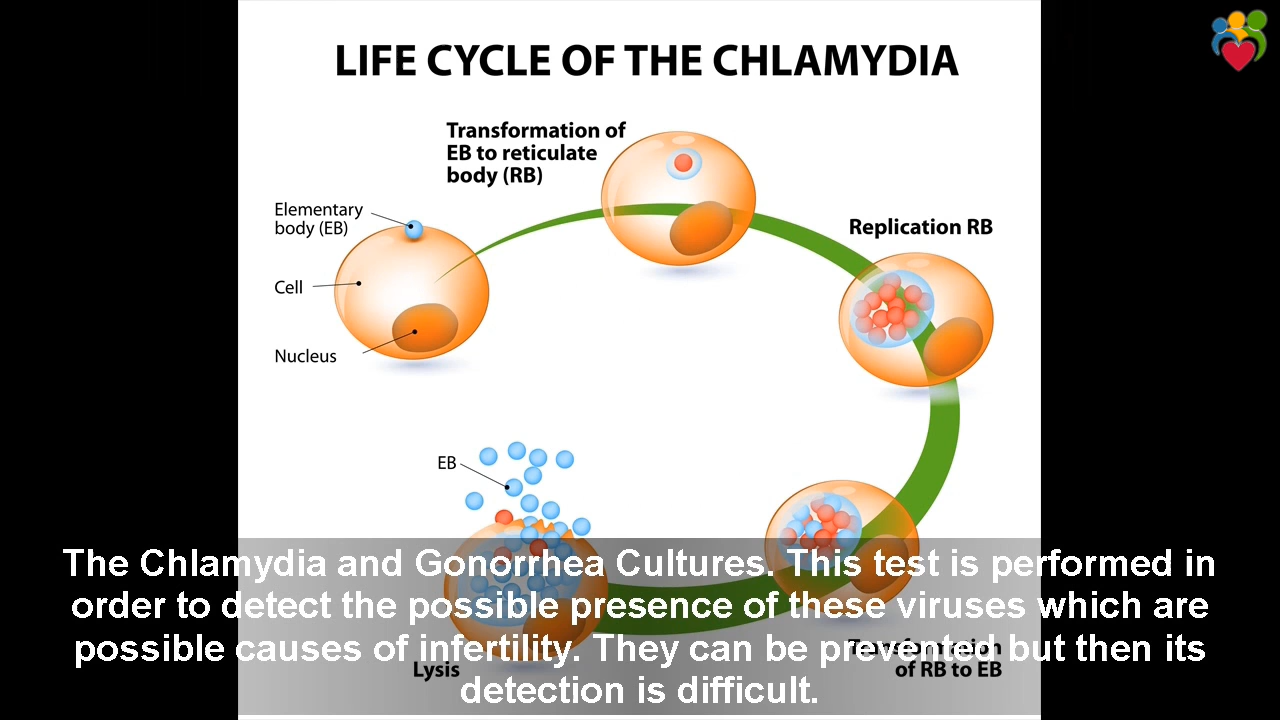 LIFE CYCLE OF THE CHLAMYDIA
Transformation of
EB to reticulate
body (RB)
Elementary
body (EB)
Cell
Nucleus
Replication RB
EB
Lysis
of RB to EB
The Chlamydia and Gonorrhea Cultures. This test is performed in
order to detect the possible presence of these viruses which are
possible causes of infertility. They can be prevented but then its
detection is difficult.